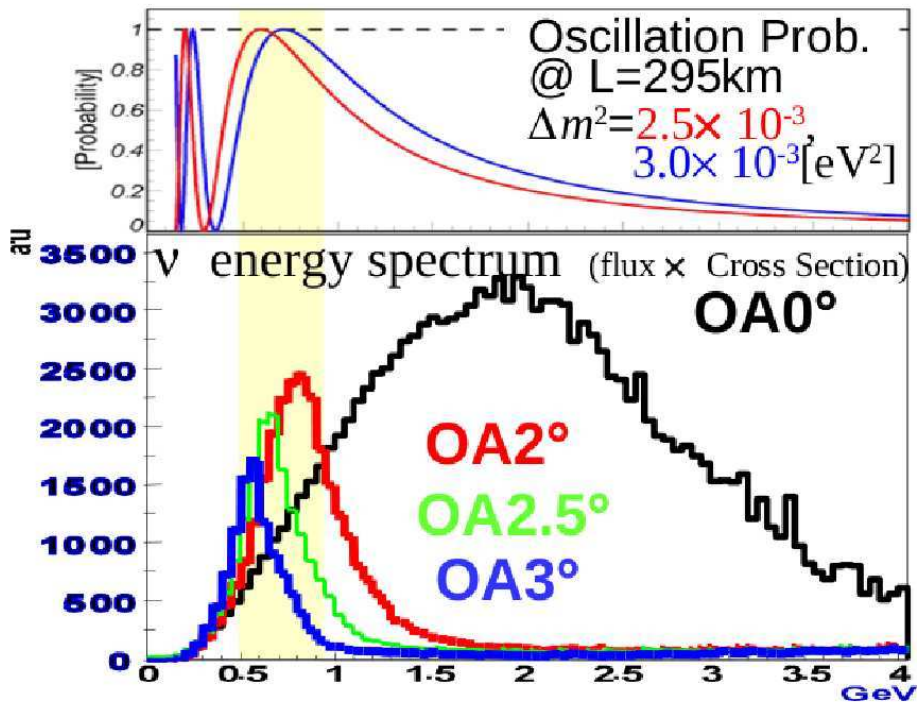 Oscillation Prob.
@ L=295km
Δm²=2.5× 10⁻³,
3.0× 10⁻³[eV²]
[Probability]
1
0.8
0.6
0.4
0.2
0
a.u
ν energy spectrum (flux × Cross Section)
OA0°
OA2°
OA2.5°
OA3°
3500
3000
2500
2000
1500
1000
500
0
0 0.5 1 1.5 2 2.5 3 3.5 4
GeV